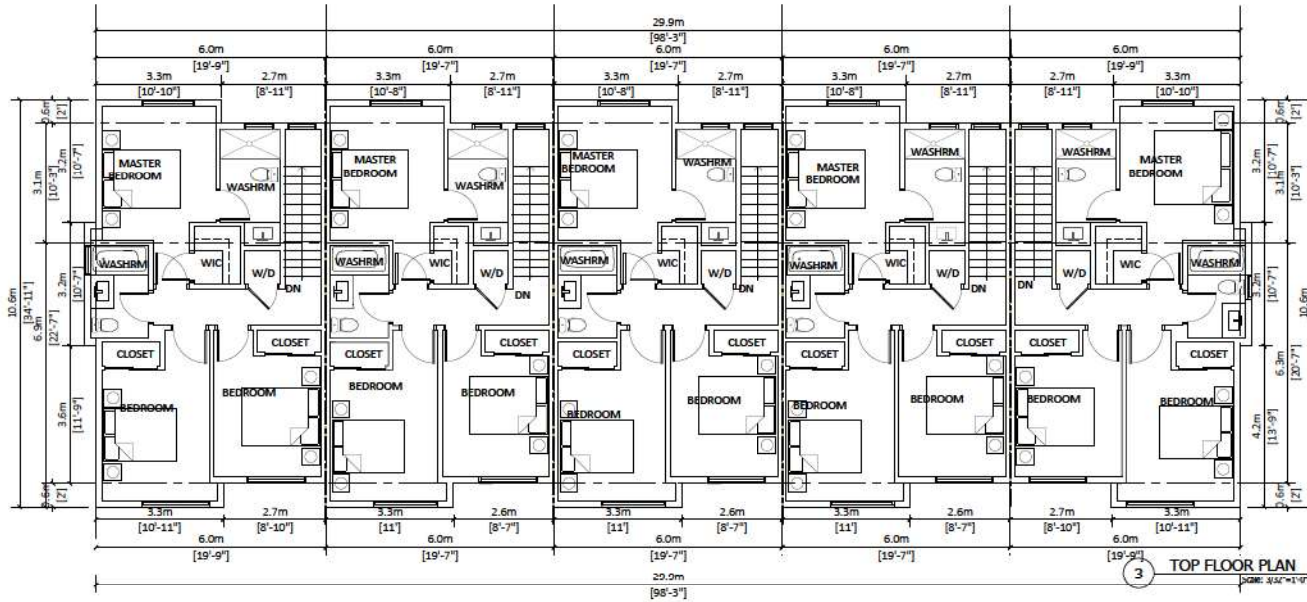 29.9m
[98'-3"]
6.0m 6.0m 6.0m 6.0m 6.0m
[19'-9"] [19'-7"] [19'-7"] [19'-7"] [19'-9"]
3.3m 2.7m 3.3m 2.7m 3.3m 2.7m 3.3m 2.7m 2.7m 3.3m
[10'-10"] [8'-11"] [10'-8"] [8'-11"] [10'-8"] [8'-11"] [10'-8"] [8'-11"] [8'-11"] [10'-10"]
10.6m
[34'-11"]
0.6m
[2']
3.1m
[10'-3"]
3.2m
[10'-7"]
6.9m
[22'-7"]
3.2m
[10'-7"]
3.6m
[11'-9"]
0.6m
[2']
MASTER
BEDROOM
WASHRM
WASHRM
WIC
W/D
DN
CLOSET
CLOSET
BEDROOM
BEDROOM
MASTER
BEDROOM
WASHRM
WASHRM
WIC
W/D
DN
CLOSET
CLOSET
BEDROOM
BEDROOM
MASTER
BEDROOM
WASHRM
WASHRM
WIC
W/D
DN
CLOSET
CLOSET
BEDROOM
BEDROOM
MASTER
BEDROOM
WASHRM
WASHRM
WIC
W/D
DN
CLOSET
CLOSET
BEDROOM
BEDROOM
WASHRM
MASTER
BEDROOM
DN
W/D
WIC
WASHRM
CLOSET
CLOSET
BEDROOM
BEDROOM
0.6m
[2']
3.2m
[10'-7"]
3.1m
[10'-3"]
3.2m
[10'-7"]
10.6m
6.3m
[20'-7"]
4.2m
[13'-9"]
0.6m
[2']
3.3m 2.7m 3.3m 2.6m 3.3m 2.6m 3.3m 2.6m 2.7m 3.3m
[10'-11"] [8'-10"] [11'] [8'-7"] [11'] [8'-7"] [11'] [8'-7"] [8'-10"] [10'-11"]
6.0m 6.0m 6.0m 6.0m 6.0m
[19'-9"] [19'-7"] [19'-7"] [19'-7"] [19'-9"]
3 TOP FLOOR PLAN
Scale: 3/32"=1'-0"
29.9m
[98'-3"]